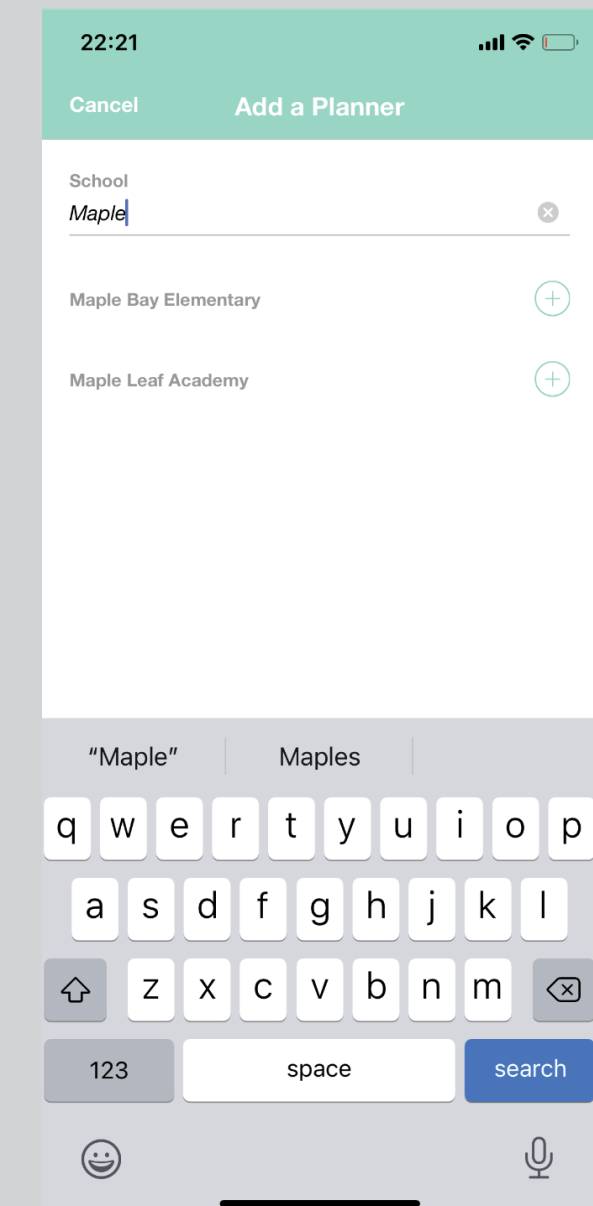 22:21
Cancel Add a Planner
School
Maple
Maple Bay Elementary
Maple Leaf Academy
“Maple” Maples
q w e r t y u i o p
a s d f g h j k l
z x c v b n m
123 space search